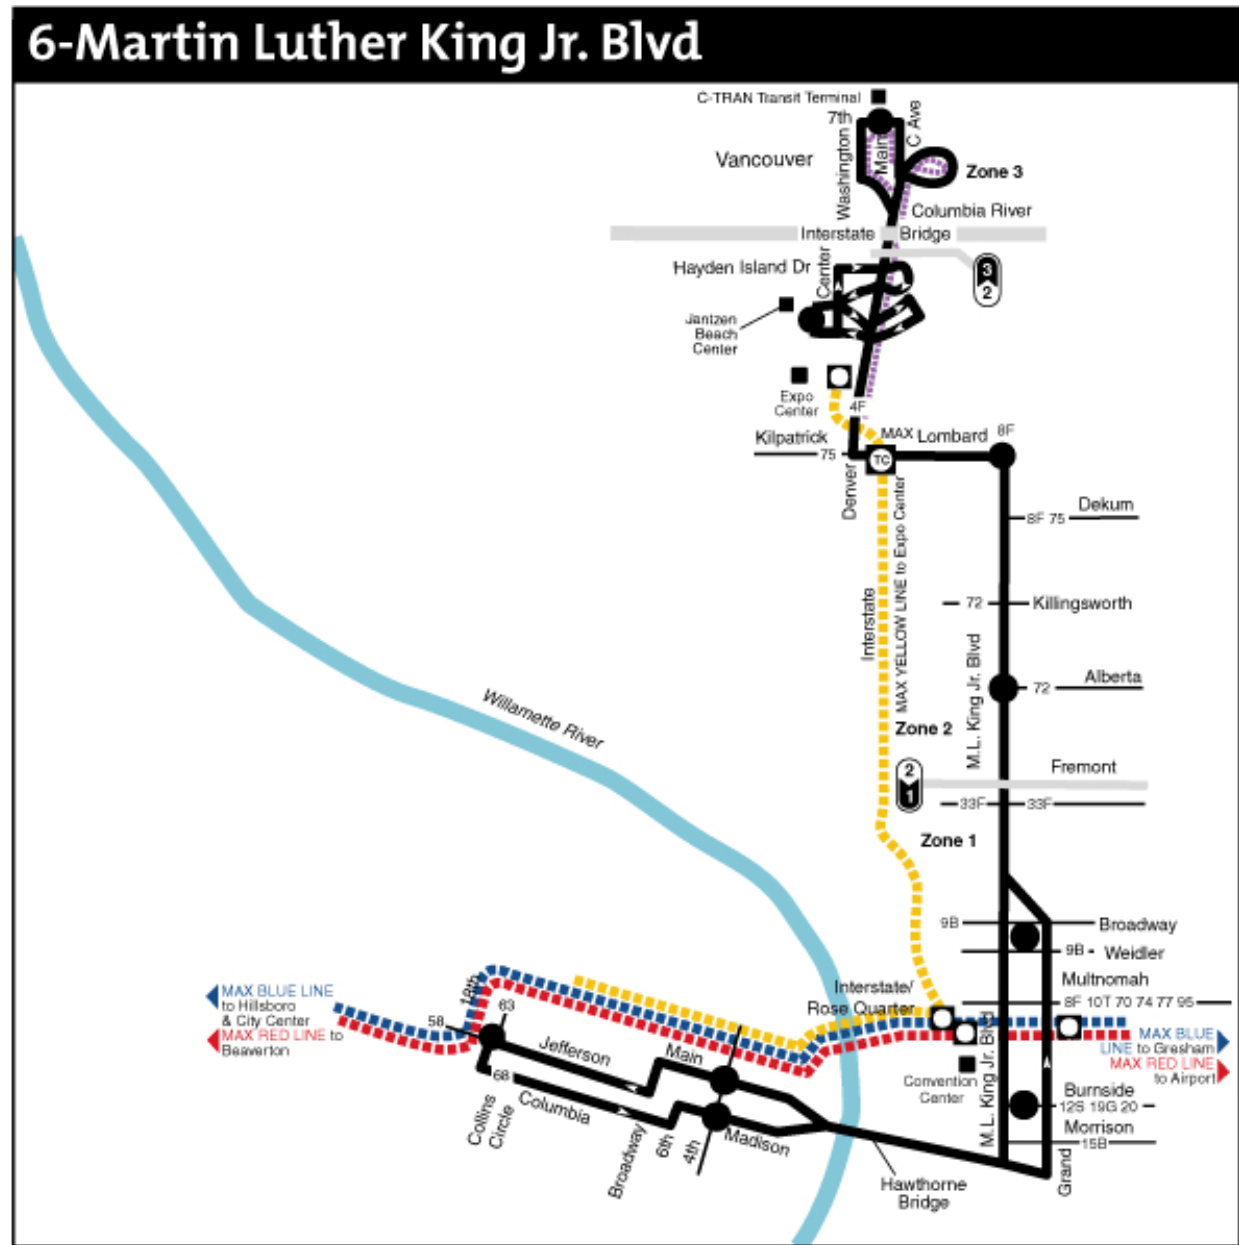 6-Martin Luther King Jr. Blvd
C-TRAN Transit Terminal
7th
C Ave
Washington
Main
Vancouver
Zone 3
Columbia River
Interstate Bridge
Hayden Island Dr
Center
3
2
Jantzen
Beach
Center
Expo
Center
4F
Kilpatrick
75
MAX
Lombard
8F
TC
Denver
MAX YELLOW LINE to Expo Center
Dekum
8F 75
Interstate
72
Killingsworth
M.L. King Jr. Blvd
Alberta
72
Willamette River
Zone 2
2
1
Fremont
33F
33F
Zone 1
9B
Broadway
9B
Weidler
Multnomah
8F 10T 70 74 77 95
Interstate/
Rose Quarter
18th
MAX BLUE LINE
to Hillsboro
& City Center
MAX RED LINE to
Beaverton
58
63
Jefferson
Main
68
Columbia
Collins
Circle
Broadway
6th
4th
Madison
Convention
Center
M.L. King Jr. Blvd
MAX BLUE
LINE to Gresham
MAX RED LINE
to Airport
Burnside
12S 19G 20
Morrison
15B
Grand
Hawthorne
Bridge